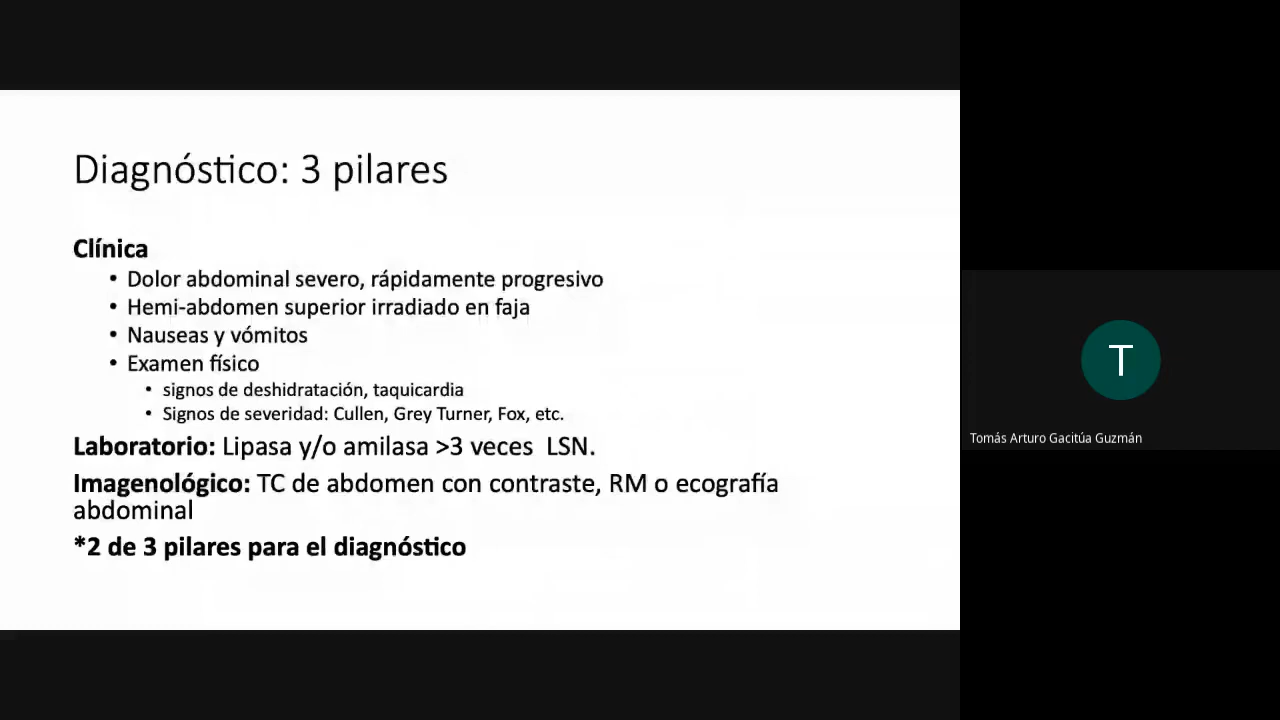 Diagnóstico: 3 pilares
Clínica
• Dolor abdominal severo, rápidamente progresivo
• Hemi-abdomen superior irradiado en faja
• Nauseas y vómitos
• Examen físico
• signos de deshidratación, taquicardia
• Signos de severidad: Cullen, Grey Turner, Fox, etc.
Laboratorio: Lipasa y/o amilasa >3 veces LSN.
Imagenológico: TC de abdomen con contraste, RM o ecografía
abdominal
*2 de 3 pilares para el diagnóstico
T
Tomás Arturo Gacitúa Guzmán